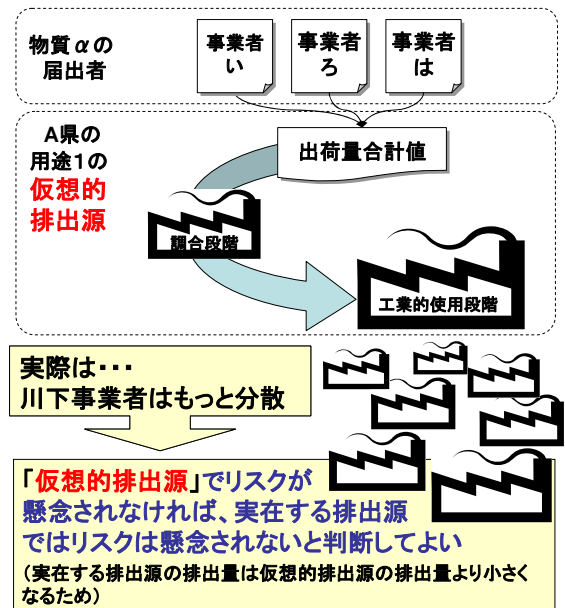 物質αの
届出者
事業者
い
事業者
ろ
事業者
は
A県の
用途1の
仮想的
排出源
出荷量合計値
調合段階
工業的使用段階
実際は・・・
川下事業者はもっと分散
「仮想的排出源」でリスクが
懸念されなければ、実在する排出源
ではリスクは懸念されないと判断してよい
（実在する排出源の排出量は仮想的排出源の排出量より小さく
なるため）